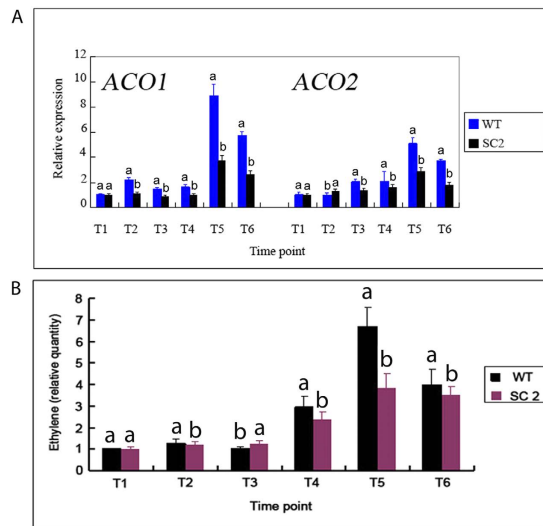 A
ACO1 ACO2
Relative expression
12
10
8
6
4
2
0
a a a b a b a b a b a b
a a b a a b a b a b a b
T1 T2 T3 T4 T5 T6 T1 T2 T3 T4 T5 T6
Time point
WT
SC2
B
Ethylene (relative quantity)
8
7
6
5
4
3
2
1
0
a a a b b a a b a b a b
T1 T2 T3 T4 T5 T6
Time point
WT
SC 2